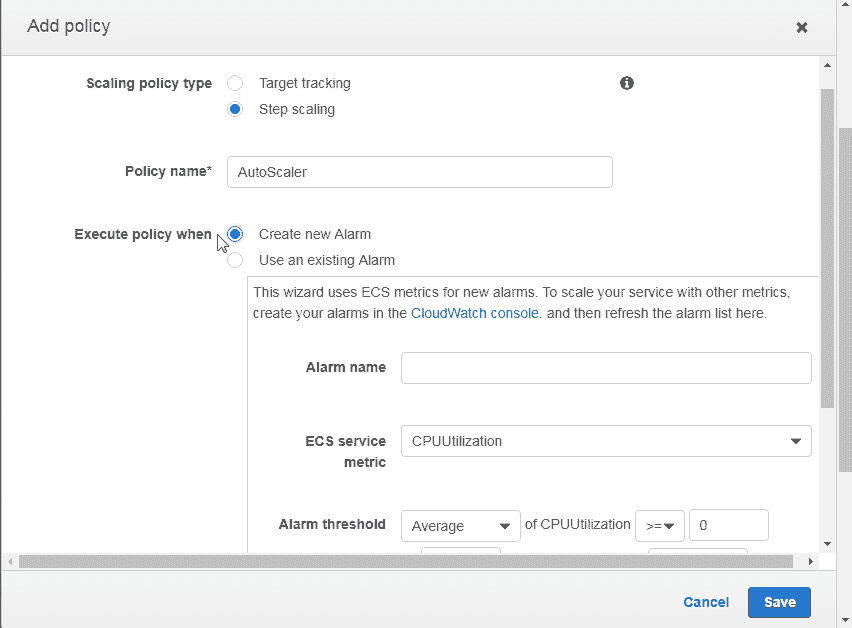 Add policy
Scaling policy type
Target tracking
Step scaling
Policy name*
AutoScaler
Execute policy when
Create new Alarm
Use an existing Alarm
This wizard uses ECS metrics for new alarms. To scale your service with other metrics,
create your alarms in the CloudWatch console. and then refresh the alarm list here.
Alarm name
ECS service
metric
CPUUtilization
Alarm threshold
Average
of CPUUtilization
>=
0
Cancel
Save